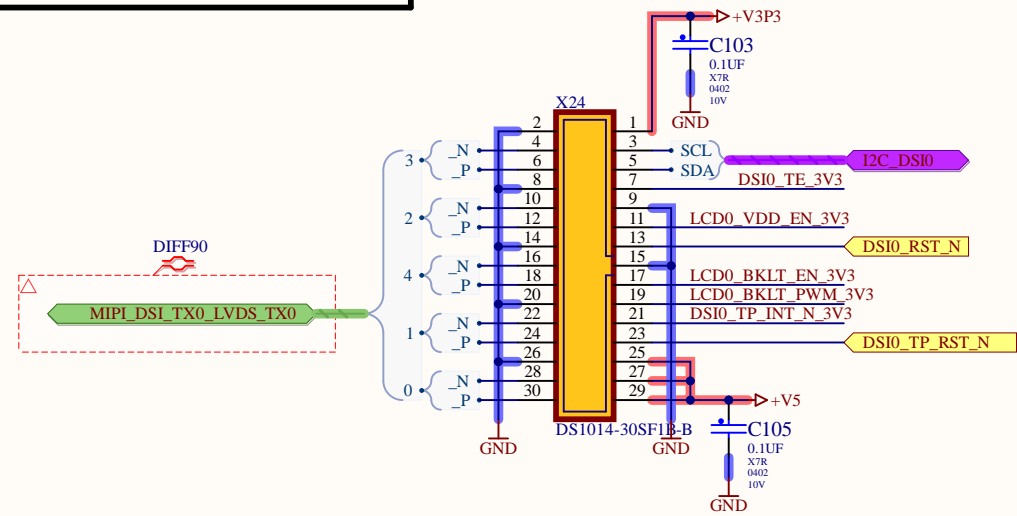 +V3P3
C103
0.1UF
X7R
0402
10V
GND
X24
2 1
3 _N 4 3 SCL
_P 6 5 SDA I2C_DSI0
8 7 DSI0_TE_3V3
2 _N 10 9
_P 12 11 LCD0_VDD_EN_3V3
14 13 DSI0_RST_N
4 _N 16 15
_P 18 17 LCD0_BKLT_EN_3V3
20 19 LCD0_BKLT_PWM_3V3
1 _N 22 21 DSI0_TP_INT_N_3V3
_P 24 23 DSI0_TP_RST_N
26 25
0 _N 28 27
_P 30 29 +V5
DIFF90
MIPI_DSI_TX0_LVDS_TX0
DS1014-30SF1B-B
GND
GND
C105
0.1UF
X7R
0402
10V
GND